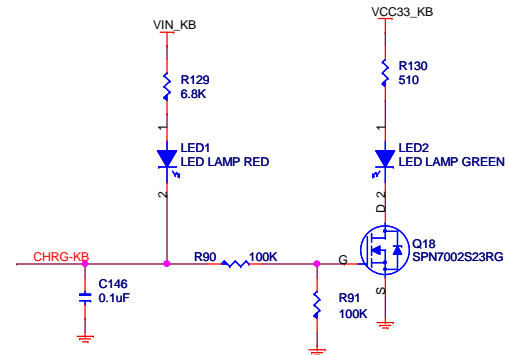 VIN_KB
VCC33_KB
R129
6.8K
R130
510
1
LED1
LED LAMP RED
2
1
LED2
LED LAMP GREEN
2
D
CHRG-KB
R90
100K
G
Q18
SPN7002S23RG
S
C146
0.1uF
R91
100K